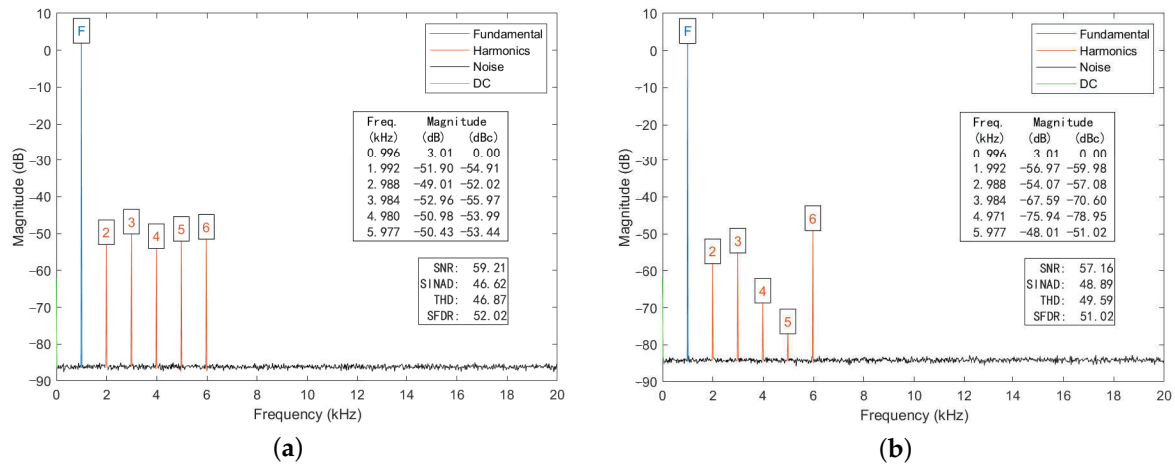 10
0
−10
−20
−30
−40
−50
−60
−70
−80
−90
Magnitude (dB)
0 2 4 6 8 10 12 14 16 18 20
Frequency (kHz)
F
2
3
4
5
6
Fundamental
Harmonics
Noise
DC
Freq. Magnitude
(kHz) (dB) (dBc)
0.996 3.01 0.00
1.992 −51.90 −54.91
2.988 −49.01 −52.02
3.984 −52.96 −55.97
4.980 −50.98 −53.99
5.977 −50.43 −53.44
SNR: 59.21
SINAD: 46.62
THD: 46.87
SFDR: 52.02
(a)
10
0
−10
−20
−30
−40
−50
−60
−70
−80
−90
Magnitude (dB)
0 2 4 6 8 10 12 14 16 18 20
Frequency (kHz)
F
2
3
4
5
6
Fundamental
Harmonics
Noise
DC
Freq. Magnitude
(kHz) (dB) (dBc)
0.996 3.01 0.00
1.992 −56.97 −59.98
2.988 −54.07 −57.08
3.984 −67.59 −70.60
4.971 −75.94 −78.95
5.977 −48.01 −51.02
SNR: 57.16
SINAD: 48.89
THD: 49.59
SFDR: 51.02
(b)